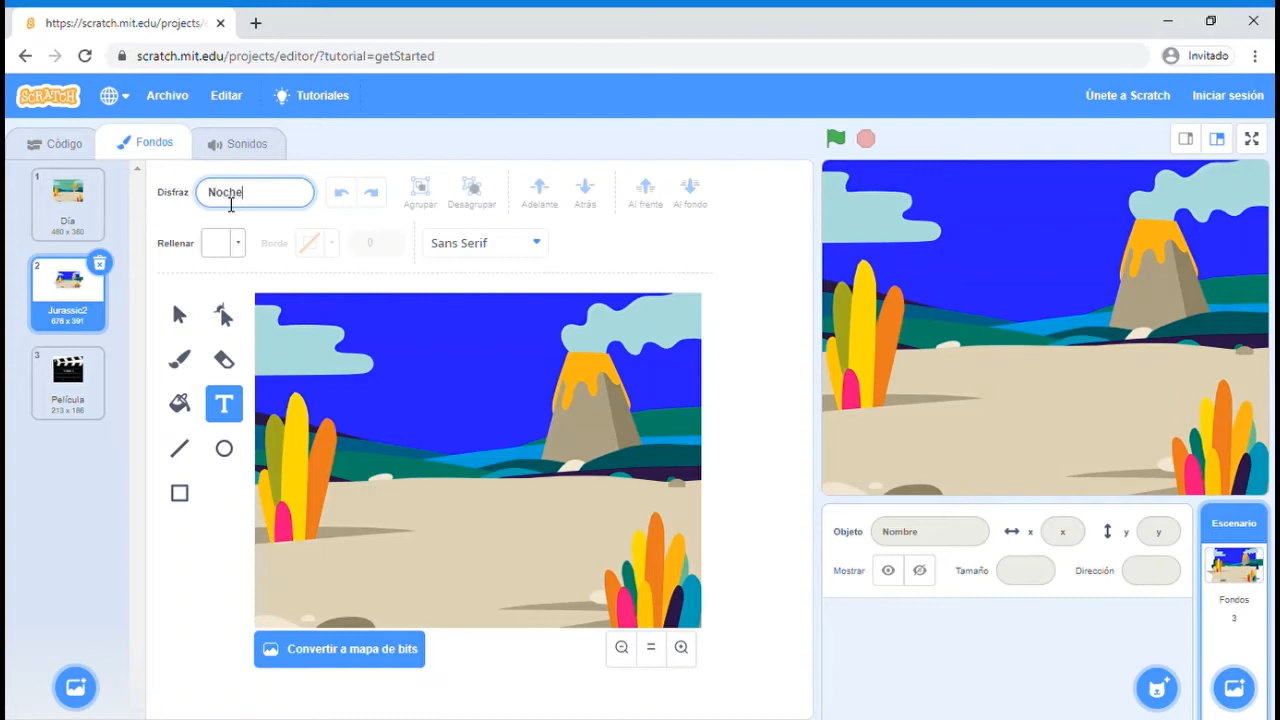 https://scratch.mit.edu/projects/
scratch.mit.edu/projects/editor/?tutorial=getStarted
Invitado
SCRATCH
Archivo
Editar
Tutoriales
Únete a Scratch
Iniciar sesión
Código
Fondos
Sonidos
1
Día
480 x 360
2
Jurassic2
676 x 391
3
Película
213 x 186
Disfraz
Noche
Agrupar
Desagrupar
Adelante
Atrás
Al frente
Al fondo
Rellenar
Borde
0
Sans Serif
T
Convertir a mapa de bits
Objeto
Nombre
x
x
y
y
Mostrar
Tamaño
Dirección
Escenario
Fondos
3